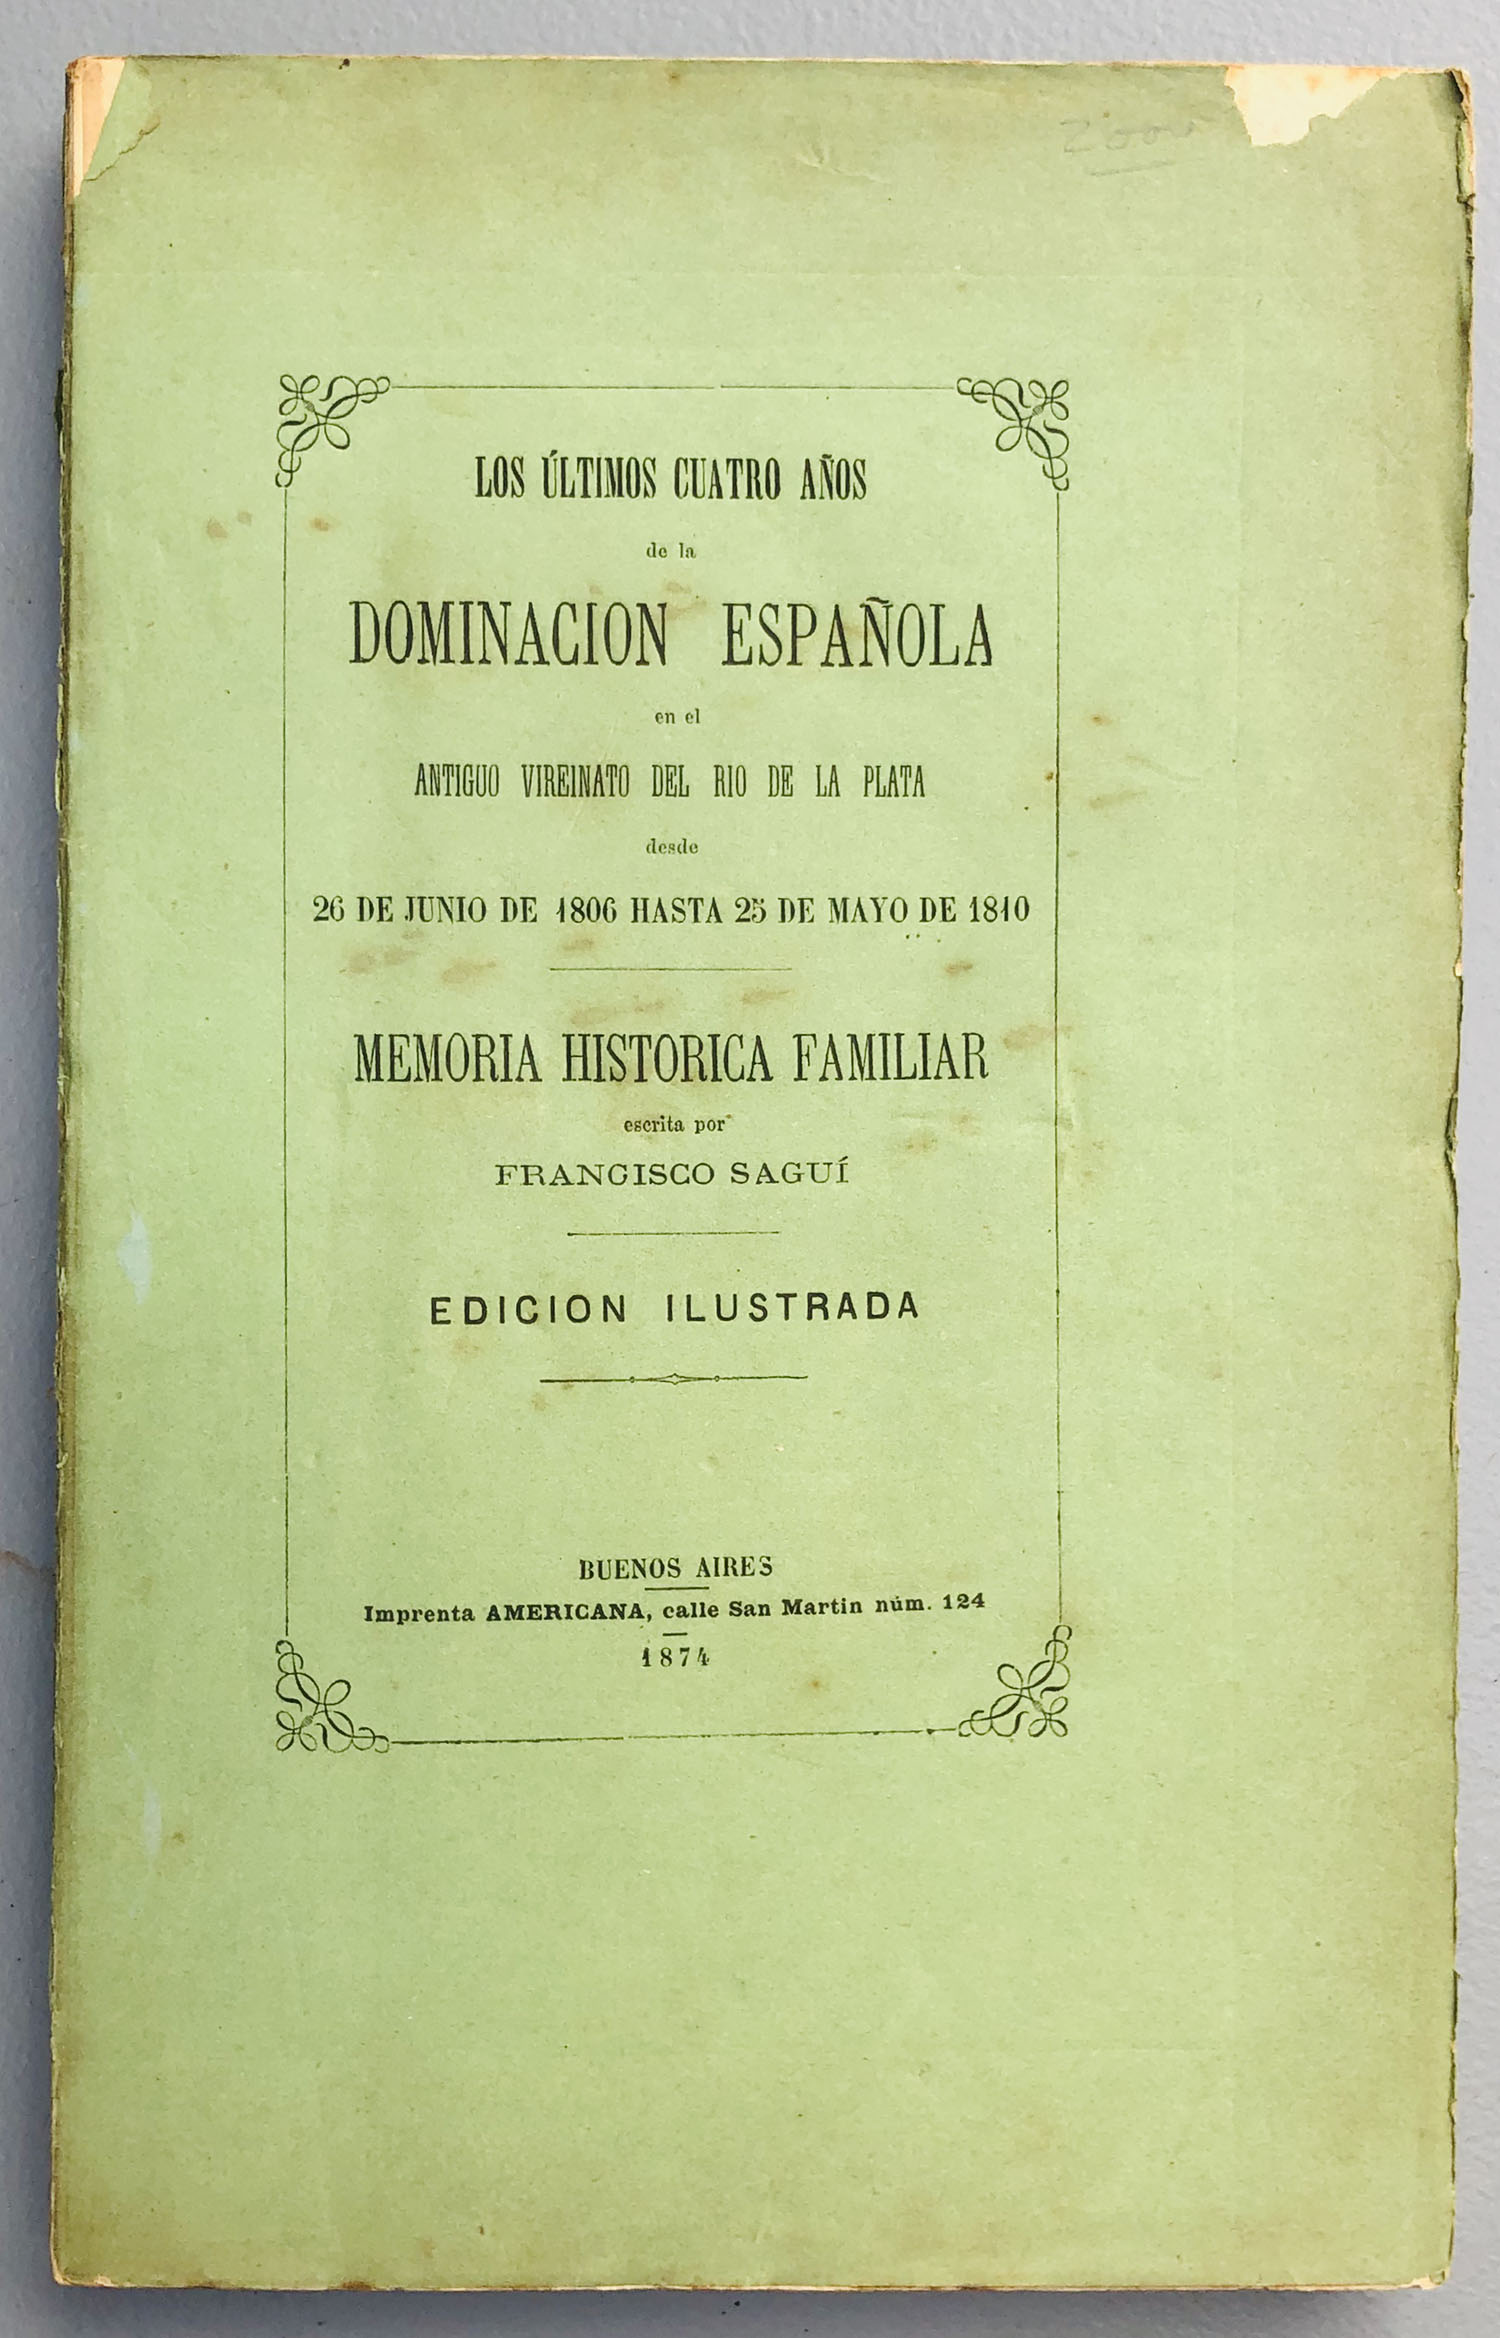 LOS ÚLTIMOS CUATRO AÑOS
de la
DOMINACION ESPAÑOLA
en el
ANTIGUO VIREINATO DEL RIO DE LA PLATA
desde
26 DE JUNIO DE 1806 HASTA 25 DE MAYO DE 1810
MEMORIA HISTORICA FAMILIAR
escrita por
FRANCISCO SAGUÍ
EDICION ILUSTRADA
BUENOS AIRES
Imprenta AMERICANA, calle San Martin núm. 124
1874